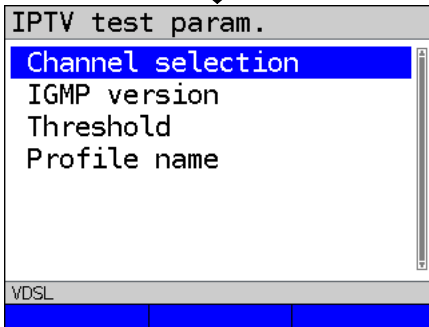 IPTV test param.
Channel selection
IGMP version
Threshold
Profile name
VDSL